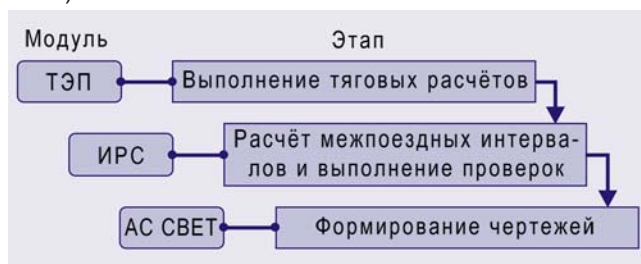 Модуль Этап
ТЭП Выполнение тяговых расчётов
ИРС Расчёт межпоездных интерва-
лов и выполнение проверок
АС СВЕТ Формирование чертежей